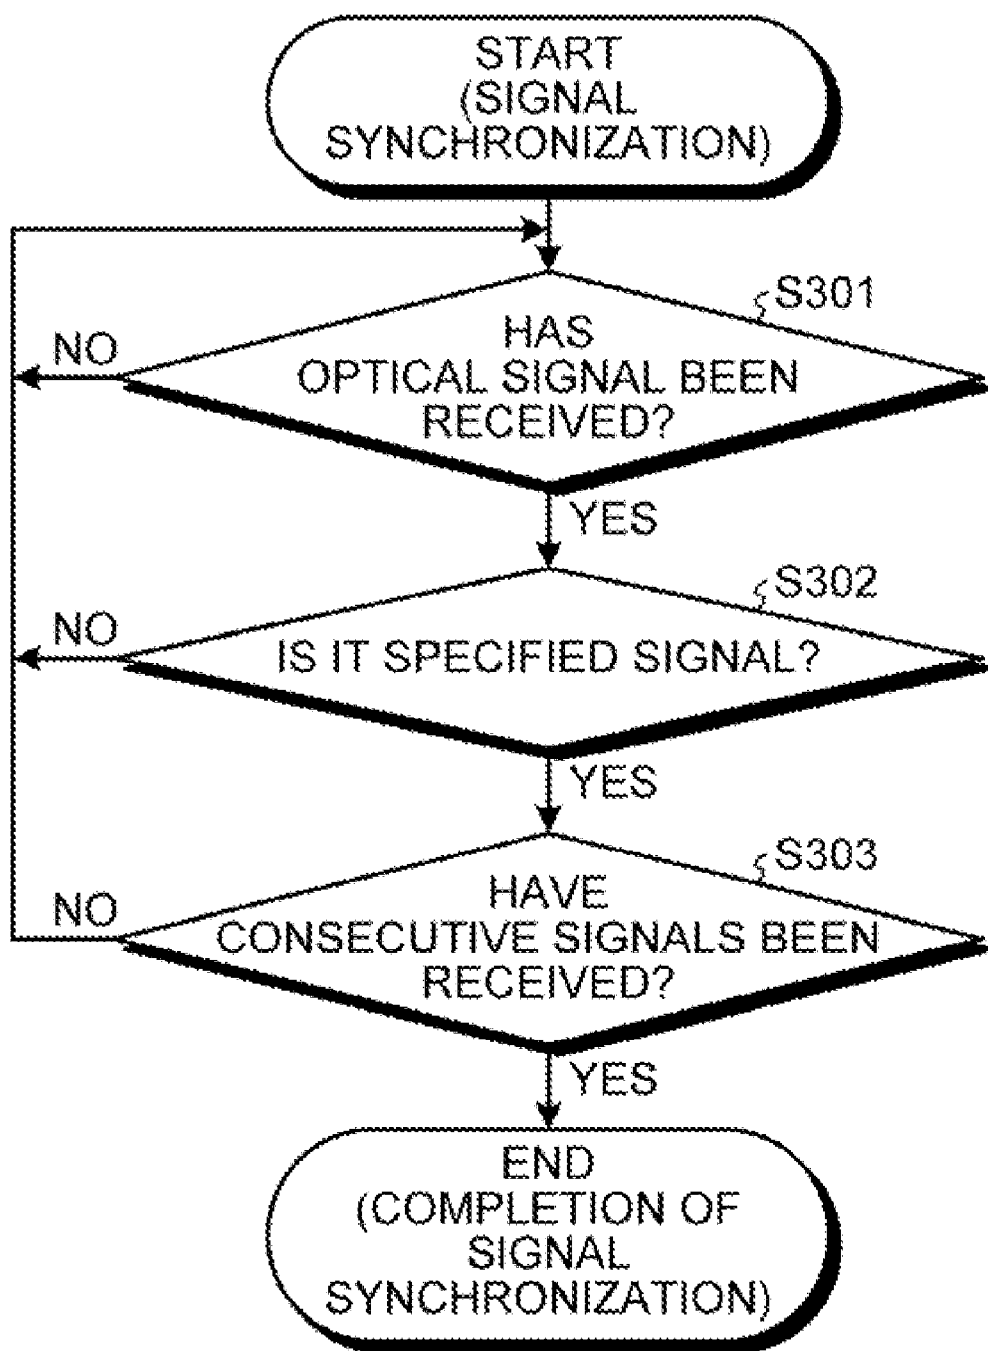 START
(SIGNAL
SYNCHRONIZATION)
S301
NO
HAS
OPTICAL SIGNAL BEEN
RECEIVED?
YES
S302
NO
IS IT SPECIFIED SIGNAL?
YES
S303
NO
HAVE
CONSECUTIVE SIGNALS BEEN
RECEIVED?
YES
END
(COMPLETION OF
SIGNAL
SYNCHRONIZATION)